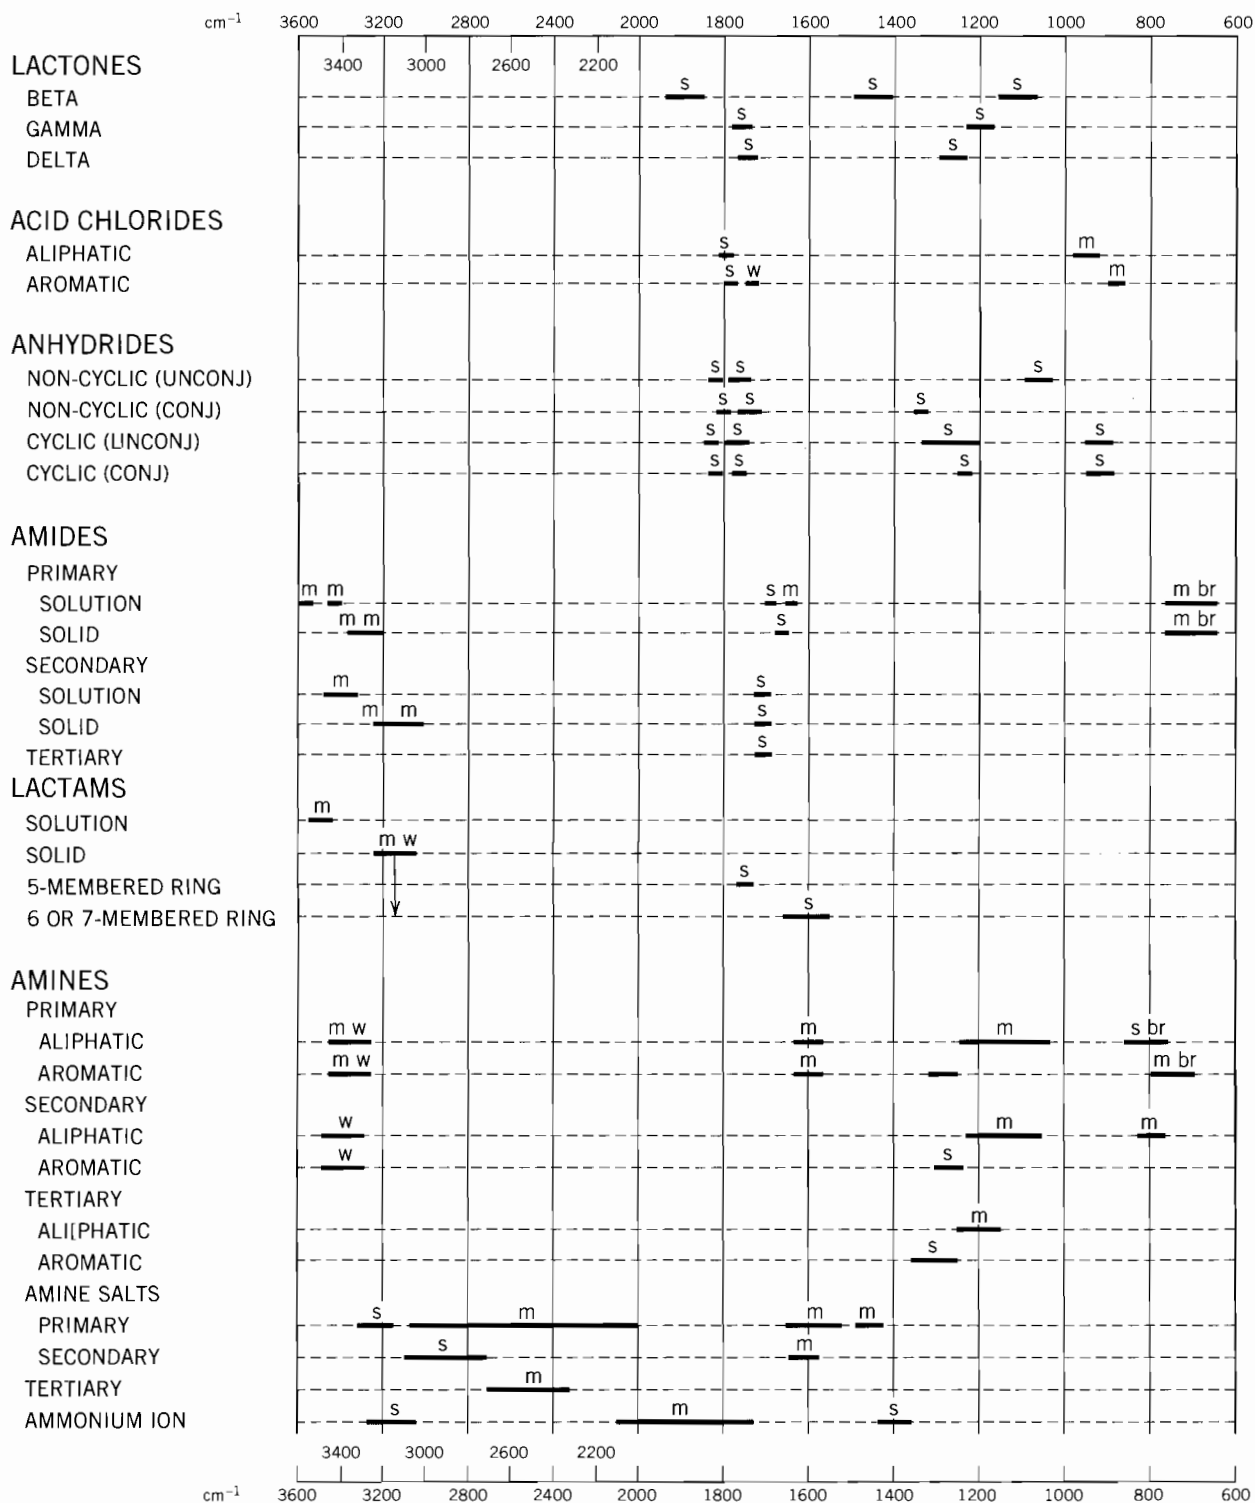 cm⁻¹ 3600 3200 2800 2400 2000 1800 1600 1400 1200 1000 800 600
3400 3000 2600 2200
LACTONES
s s s
BETA
s s
GAMMA
s s
DELTA
ACID CHLORIDES
s m
ALIPHATIC
s w m
AROMATIC
ANHYDRIDES
s s s
NON-CYCLIC (UNCONJ)
s s s
NON-CYCLIC (CONJ)
s s s s
CYCLIC (UNCONJ)
s s s s
CYCLIC (CONJ)
AMIDES
PRIMARY
m m s m m br
SOLUTION
m m s m br
SOLID
SECONDARY
m s
SOLUTION
m m s
SOLID
s
TERTIARY
LACTAMS
m
SOLUTION
m w
SOLID
s
5-MEMBERED RING
s
6 OR 7-MEMBERED RING
AMINES
PRIMARY
m w m m s br
ALIPHATIC
m w m m br
AROMATIC
SECONDARY
w m m
ALIPHATIC
w s
AROMATIC
TERTIARY
m
ALI[PHATIC
s
AROMATIC
AMINE SALTS
s m m m
PRIMARY
s m
SECONDARY
m
TERTIARY
s m s
AMMONIUM ION
3400 3000 2600 2200
cm⁻¹ 3600 3200 2800 2400 2000 1800 1600 1400 1200 1000 800 600